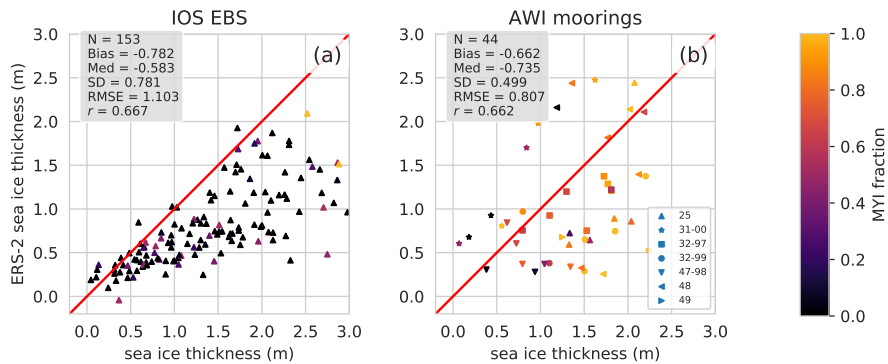 IOS EBS
AWI moorings
N = 153
Bias = -0.782
Med = -0.583
SD = 0.781
RMSE = 1.103
r = 0.667
(a)
N = 44
Bias = -0.662
Med = -0.735
SD = 0.499
RMSE = 0.807
r = 0.662
(b)
3.0
2.5
2.0
1.5
1.0
0.5
0.0
ERS-2 sea ice thickness (m)
0.0 0.5 1.0 1.5 2.0 2.5 3.0
sea ice thickness (m)
3.0
2.5
2.0
1.5
1.0
0.5
0.0
ERS-2 sea ice thickness (m)
25
31-00
32-97
32-99
47-98
48
49
0.0 0.5 1.0 1.5 2.0 2.5 3.0
sea ice thickness (m)
1.0
0.8
0.6
0.4
0.2
0.0
MYI fraction